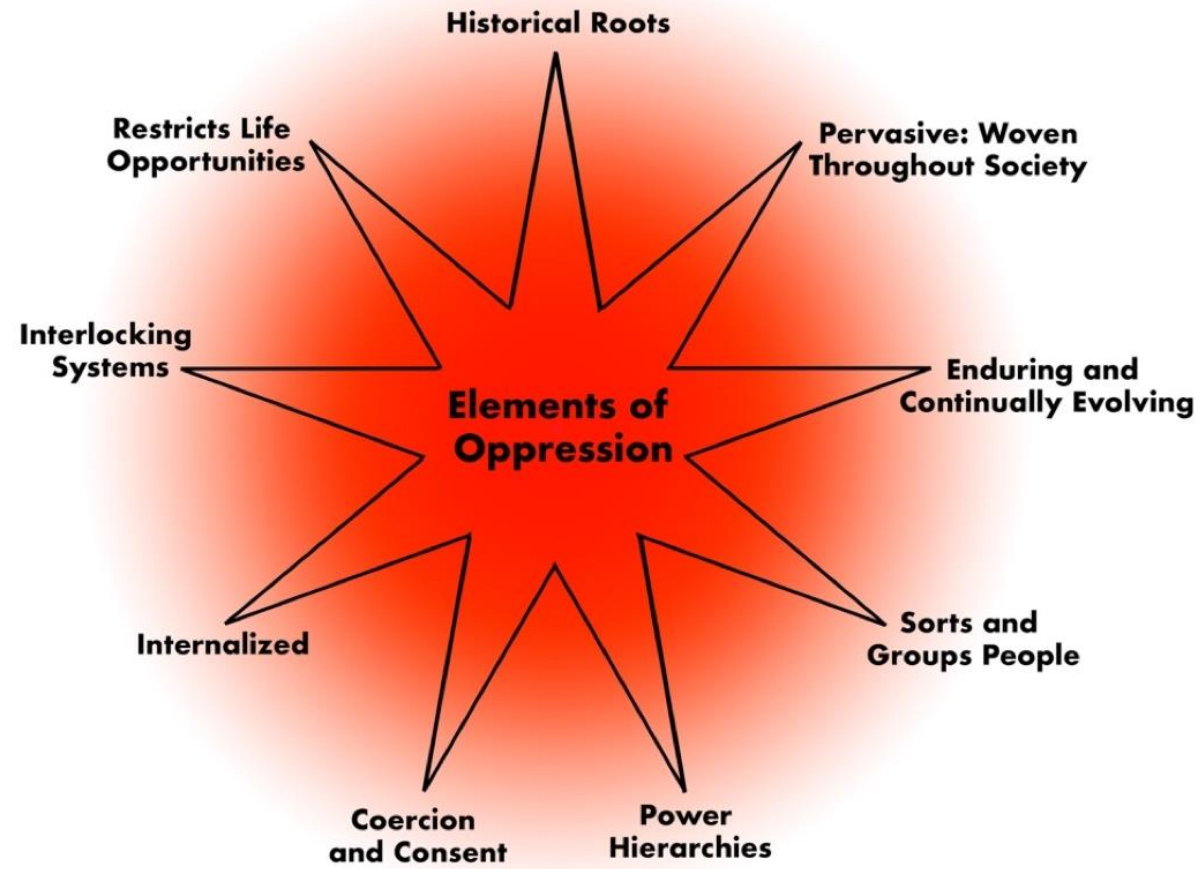 Historical Roots
Pervasive: Woven
Throughout Society
Enduring and
Continually Evolving
Sorts and
Groups People
Power
Hierarchies
Coercion
and Consent
Internalized
Interlocking
Systems
Restricts Life
Opportunities
Elements of
Oppression